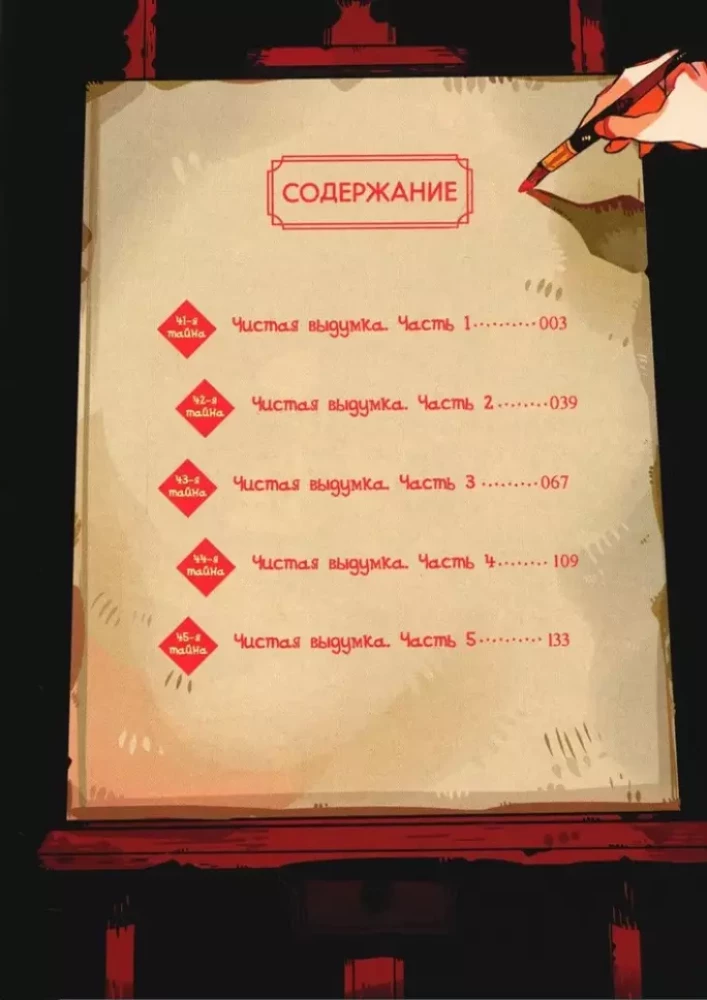 СОДЕРЖАНИЕ
41-я тайна Чистая выдумка. Часть 1..........003
42-я тайна Чистая выдумка. Часть 2........039
43-я тайна Чистая выдумка. Часть 3.........067
44-я тайна Чистая выдумка. Часть 4........109
45-я тайна Чистая выдумка. Часть 5..........133